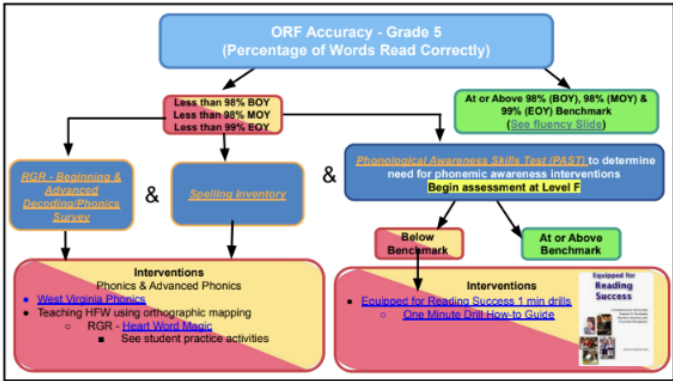 ORF Accuracy - Grade 5
(Percentage of Words Read Correctly)
Less than 98% BOY
Less than 98% MOY
Less than 99% EOY
At or Above 98% (BOY), 98% (MOY) &
99% (EOY) Benchmark
(See fluency Slide)
RGR - Beginning &
Advanced
Decoding/Phonics
Survey
&
Spelling Inventory
&
Phonological Awareness Skills Test (PAST) to determine
need for phonemic awareness interventions
Begin assessment at Level F
Below
Benchmark
At or Above
Benchmark
Interventions
Phonics & Advanced Phonics
● West Virginia Phonics
● Teaching HFW using orthographic mapping
○ RGR - Heart Word Magic
■ See student practice activities
Interventions
● Equipped for Reading Success 1 min drills
○ One Minute Drill How-to Guide
Equipped for
Reading
Success